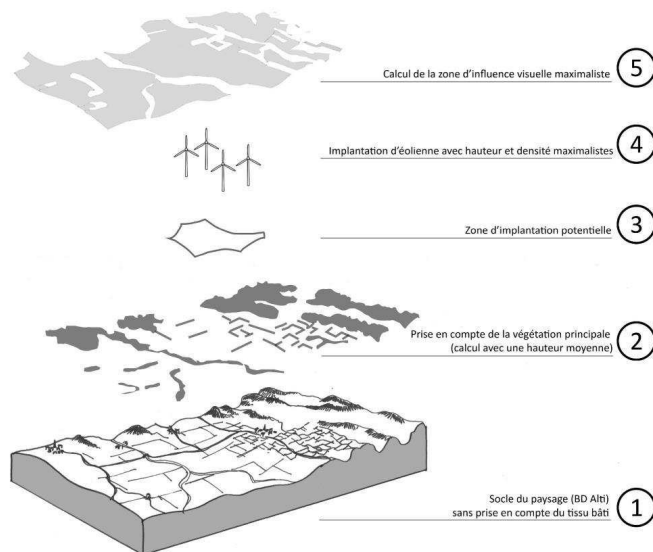 Calcul de la zone d'influence visuelle maximaliste
5
Implantation d'éolienne avec hauteur et densité maximalistes
4
Zone d'implantation potentielle
3
Prise en compte de la végétation principale
(calcul avec une hauteur moyenne)
2
Socle du paysage (BD Alti)
sans prise en compte du tissu bâti
1